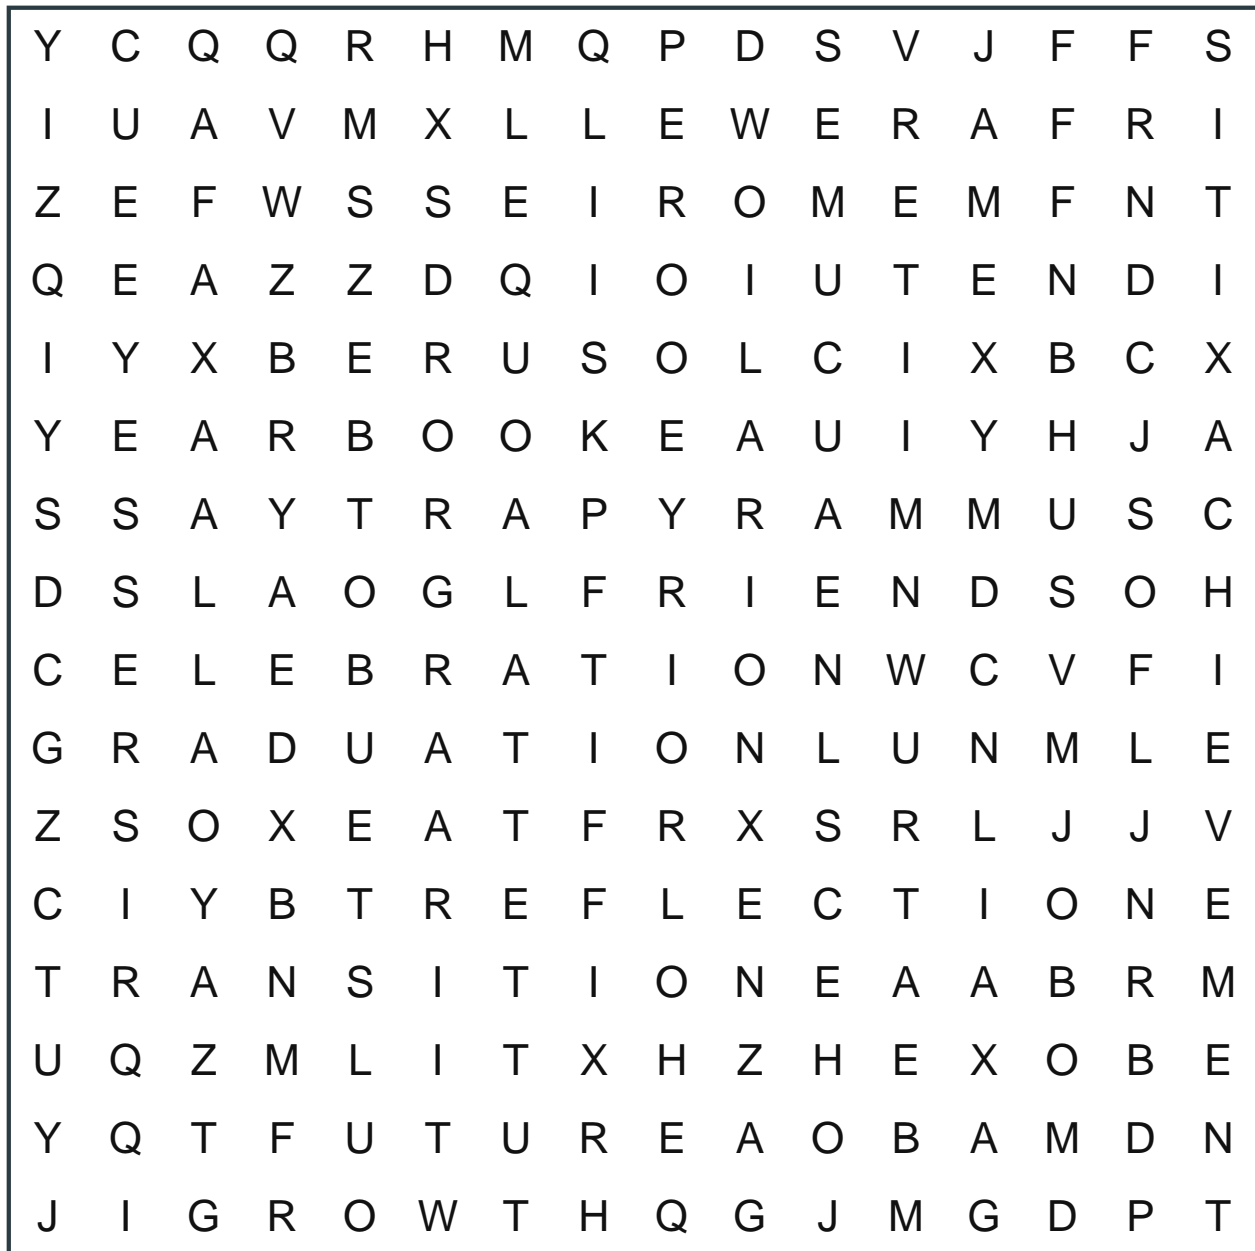 Y C Q Q R H M Q P D S V J F F S
I U A V M X L L E W E R A F R I
Z E F W S S E I R O M E M F N T
Q E A Z Z D Q I O I U T E N D I
I Y X B E R U S O L C I X B C X
Y E A R B O O K E A U I Y H J A
S S A Y T R A P Y R A M M U S C
D S L A O G L F R I E N D S O H
C E L E B R A T I O N W C V F I
G R A D U A T I O N L U N M L E
Z S O X E A T F R X S R L J J V
C I Y B T R E F L E C T I O N E
T R A N S I T I O N E A A B R M
U Q Z M L I T X H Z H E X O B E
Y Q T F U T U R E A O B A M D N
J I G R O W T H Q G J M G D P T